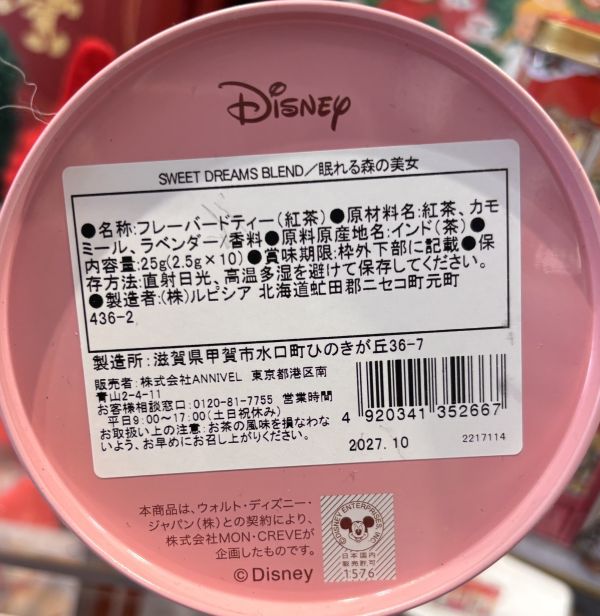 DISNEY
SWEET DREAMS BLEND／眠れる森の美女
●名称:フレーバードティー(紅茶)●原材料名:紅茶、カモ
ミール、ラベンダー/香料●原料原産地名:インド(茶)●
内容量:25g(2.5g×10)●賞味期限:枠外下部に記載●保
存方法:直射日光、高温多湿を避けて保存してください。
●製造者:(株)ルピシア 北海道虻田郡ニセコ町元町
436-2
製造所:滋賀県甲賀市水口町ひのきが丘36-7
販売者:株式会社ANNIVEL 東京都港区南
青山2-4-11
お客様相談窓口:0120-81-7755 営業時間
平日9:00~17:00(土日祝休み)
お取扱い上の注意:お茶の風味を損なわな
いよう、お早めにお召し上がりください。
4 920341 352667
2027.10
2217114
本商品は、ウォルト・ディズニー・
ジャパン(株)との契約により、
株式会社MON・CREVEが
企画したものです。
©Disney
©DISNEY ENTERPRISES, INC.
日本国内
販売許可
1576